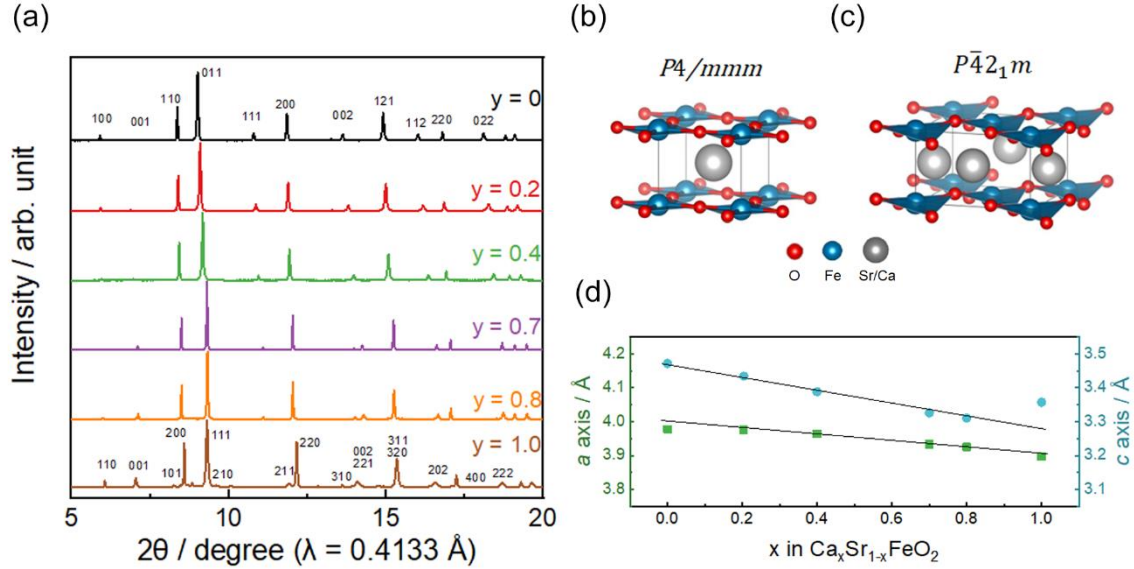 (a)
Intensity / arb. unit
y = 0
100
001
110
011
111
200
002
121
112
220
022
y = 0.2
y = 0.4
y = 0.7
y = 0.8
y = 1.0
110
001
101
200
111
210
211
220
310
002
221
311
320
202
400
222
5 10 15 20
2θ / degree (λ = 0.4133 Å)
(b)
P4/mmm
(c)
P4̅2₁m
O Fe Sr/Ca
(d)
a axis / Å
4.2
4.1
4.0
3.9
3.8
c axis / Å
3.5
3.4
3.3
3.2
3.1
0.0 0.2 0.4 0.6 0.8 1.0
x in CaₓSr₁₋ₓFeO₂